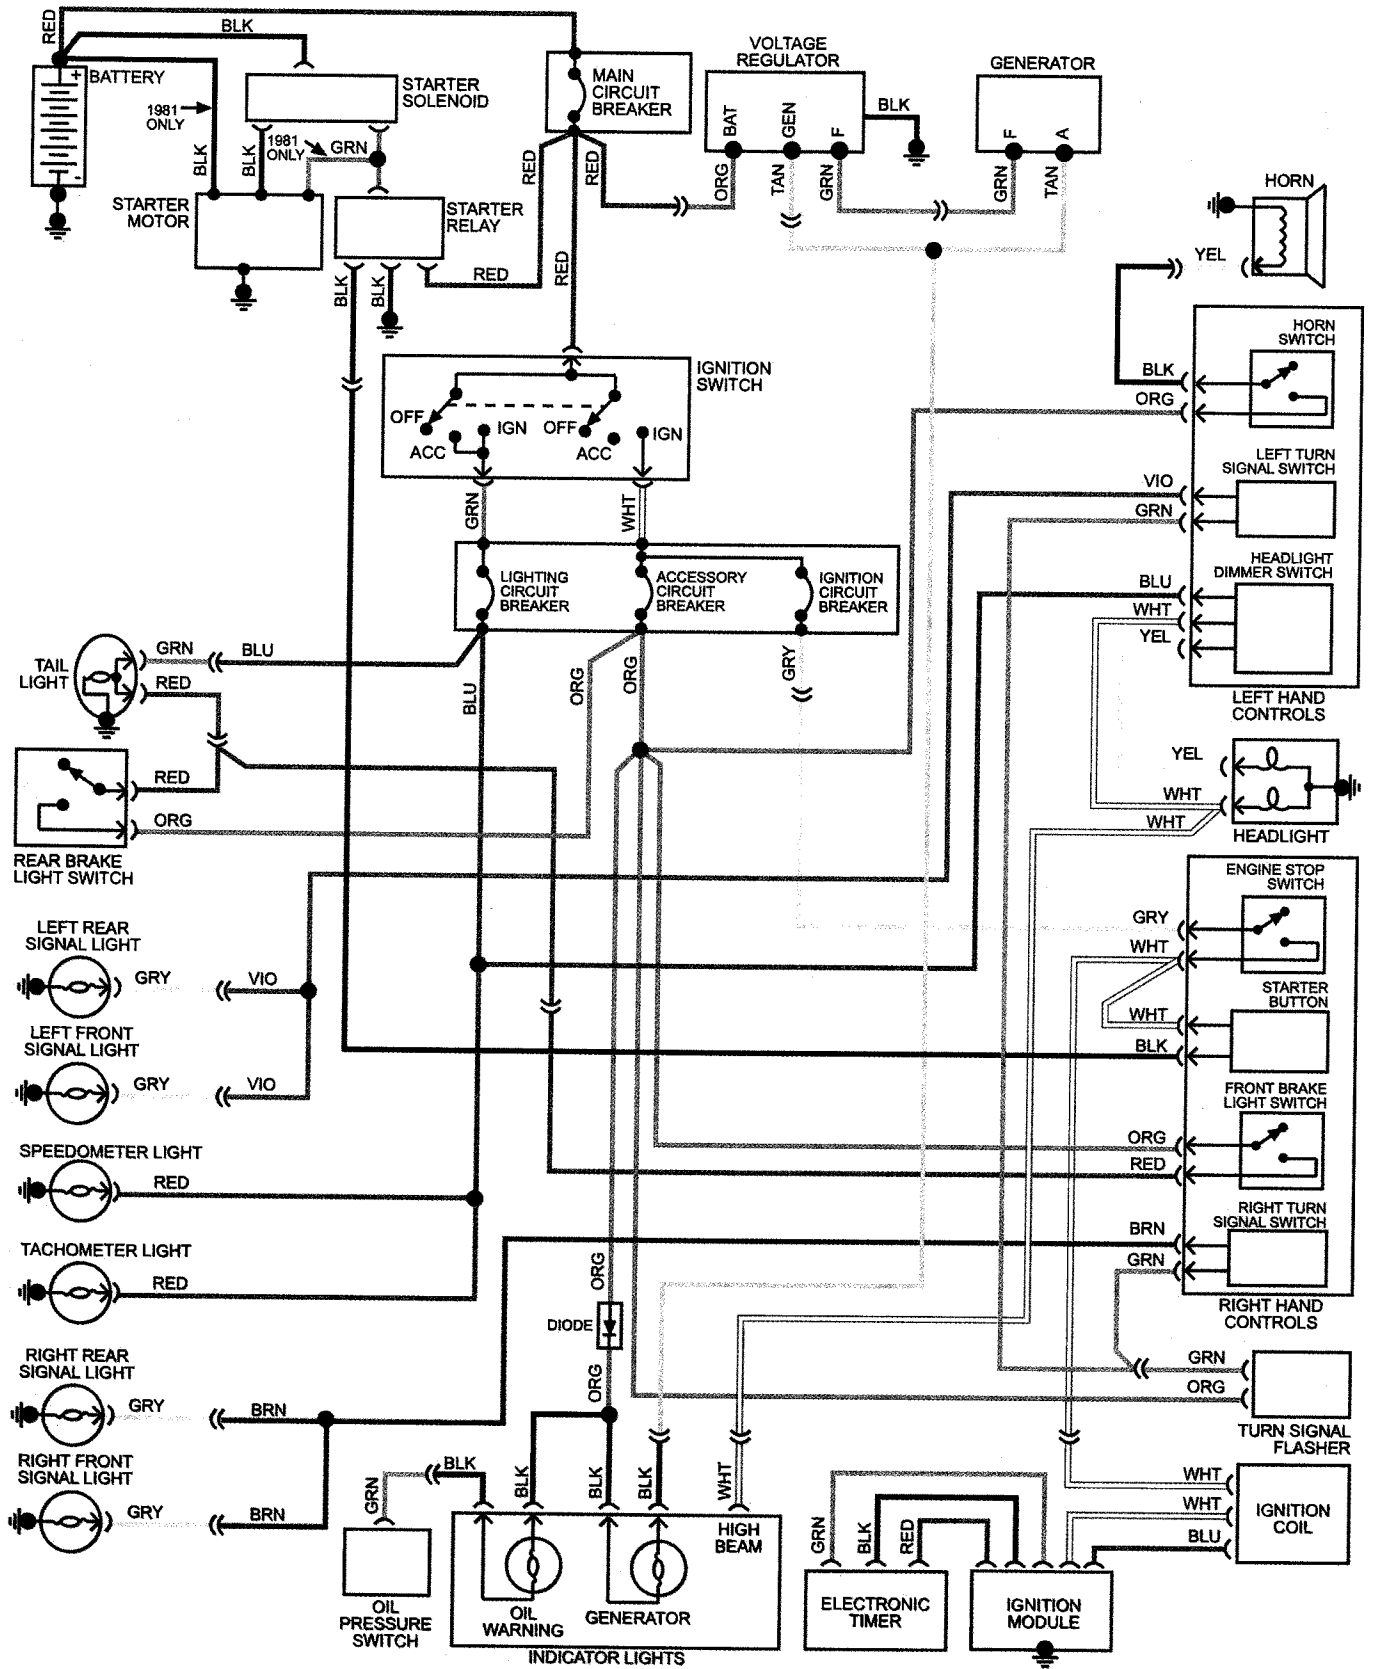 RED
BLK
BATTERY
+
-
1981
ONLY
BLK
BLK
STARTER
SOLENOID
1981
ONLY
GRN
STARTER
MOTOR
STARTER
RELAY
BLK
BLK
RED
RED
RED
RED
MAIN
CIRCUIT
BREAKER
VOLTAGE
REGULATOR
BAT
GEN
F
BLK
ORG
TAN
GRN
GENERATOR
F
A
GRN
TAN
HORN
YEL
IGNITION
SWITCH
OFF
ACC
IGN
OFF
ACC
IGN
GRN
WHT
HORN
SWITCH
BLK
ORG
LEFT TURN
SIGNAL SWITCH
VIO
GRN
HEADLIGHT
DIMMER SWITCH
BLU
WHT
YEL
LEFT HAND
CONTROLS
LIGHTING
CIRCUIT
BREAKER
ACCESSORY
CIRCUIT
BREAKER
IGNITION
CIRCUIT
BREAKER
TAIL
LIGHT
GRN
BLU
RED
BLU
ORG
ORG
GRY
RED
ORG
REAR BRAKE
LIGHT SWITCH
YEL
WHT
WHT
HEADLIGHT
ENGINE STOP
SWITCH
GRY
WHT
STARTER
BUTTON
WHT
BLK
FRONT BRAKE
LIGHT SWITCH
ORG
RED
RIGHT TURN
SIGNAL SWITCH
BRN
GRN
RIGHT HAND
CONTROLS
LEFT REAR
SIGNAL LIGHT
GRY
VIO
LEFT FRONT
SIGNAL LIGHT
GRY
VIO
SPEEDOMETER LIGHT
RED
TACHOMETER LIGHT
RED
RIGHT REAR
SIGNAL LIGHT
GRY
BRN
RIGHT FRONT
SIGNAL LIGHT
GRY
BRN
ORG
DIODE
ORG
GRN
ORG
TURN SIGNAL
FLASHER
GRN
BLK
BLK
BLK
BLK
WHT
OIL
PRESSURE
SWITCH
HIGH
BEAM
OIL
WARNING
GENERATOR
INDICATOR LIGHTS
GRN
BLK
RED
ELECTRONIC
TIMER
IGNITION
MODULE
WHT
WHT
BLU
IGNITION
COIL